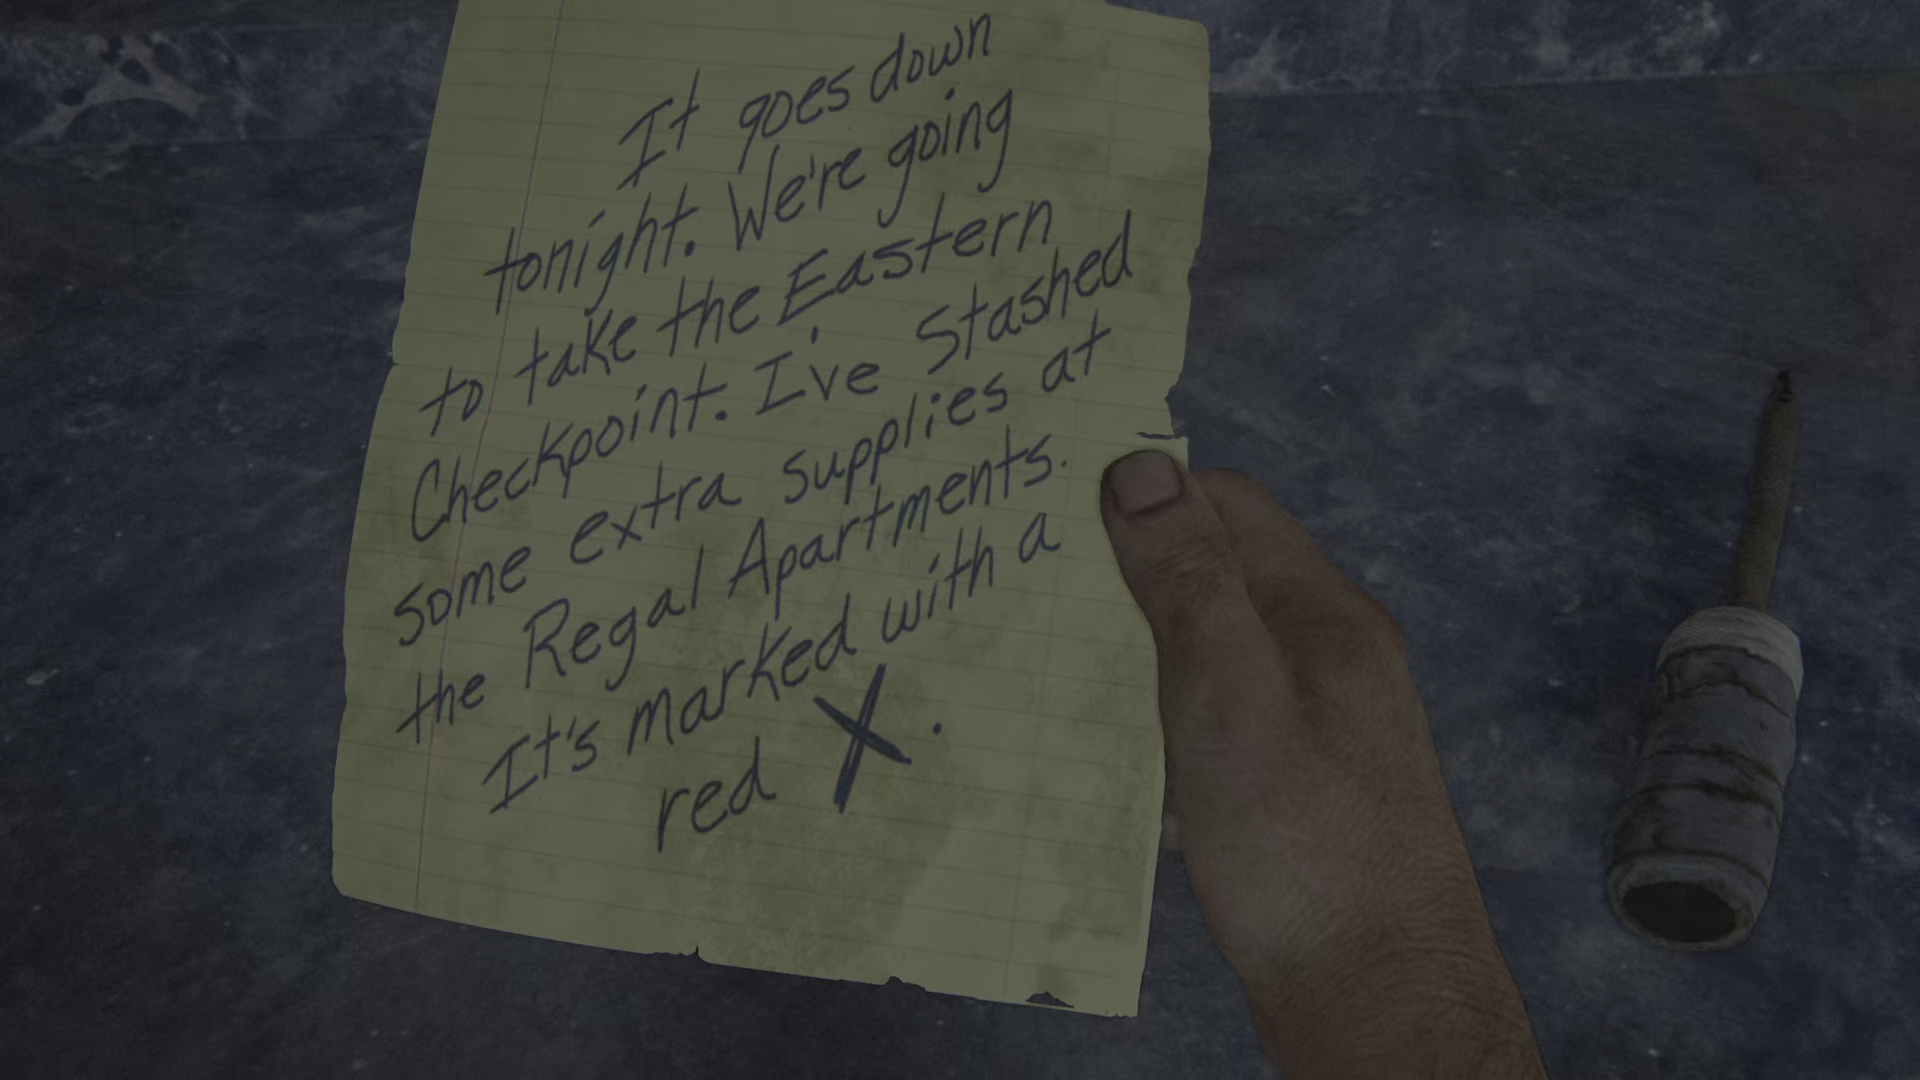 It goes down
tonight. We're going
to take the Eastern
Checkpoint. I've Stashed
some extra supplies at
the Regal Apartments.
It's marked with a
red X.